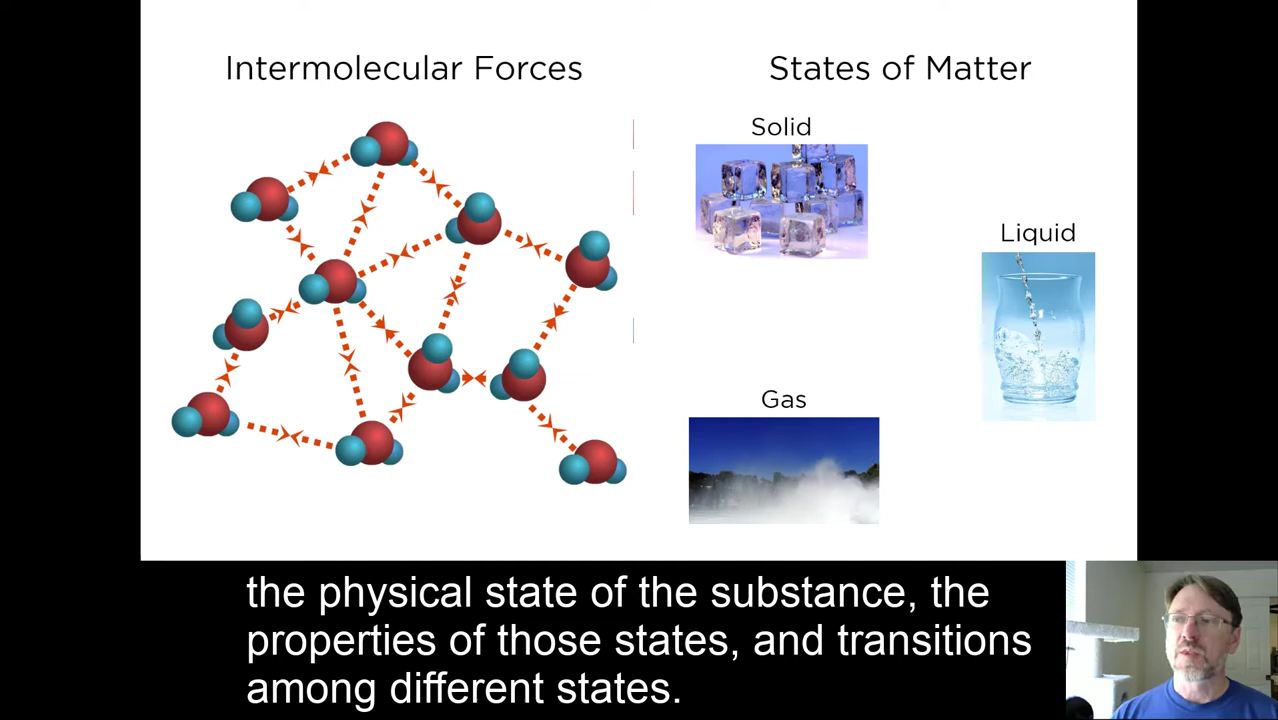 Intermolecular Forces
States of Matter
Solid
Liquid
Gas
the physical state of the substance, the
properties of those states, and transitions
among different states.